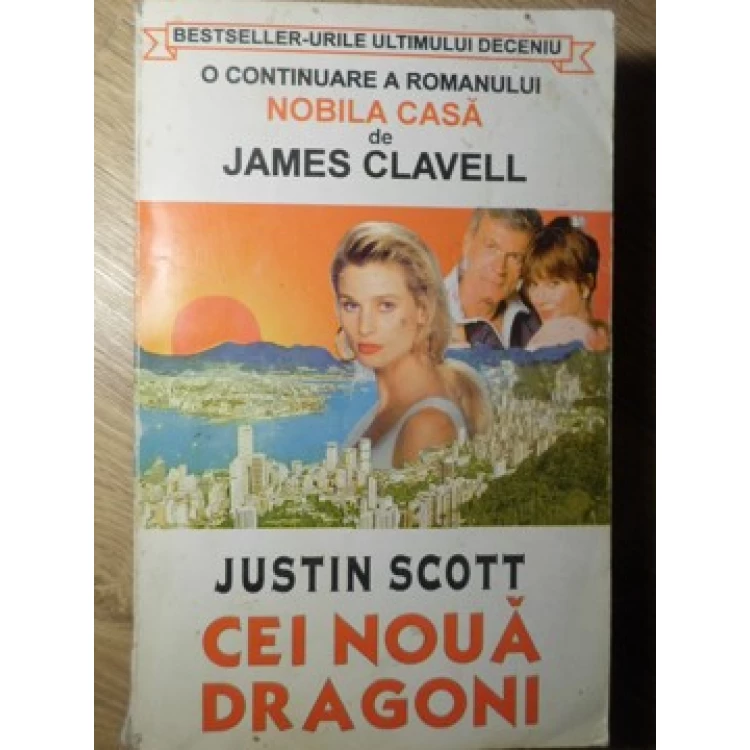 BESTSELLER-URILE ULTIMULUI DECENIU
O CONTINUARE A ROMANULUI
NOBILA CASĂ
de
JAMES CLAVELL
JUSTIN SCOTT
CEI NOUĂ
DRAGONI